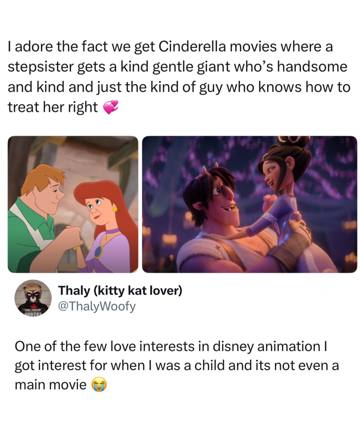 I adore the fact we get Cinderella movies where a
stepsister gets a kind gentle giant who's handsome
and kind and just the kind of guy who knows how to
treat her right 💞
Thaly (kitty kat lover)
@ThalyWoofy
One of the few love interests in disney animation I
got interest for when I was a child and its not even a
main movie 😭